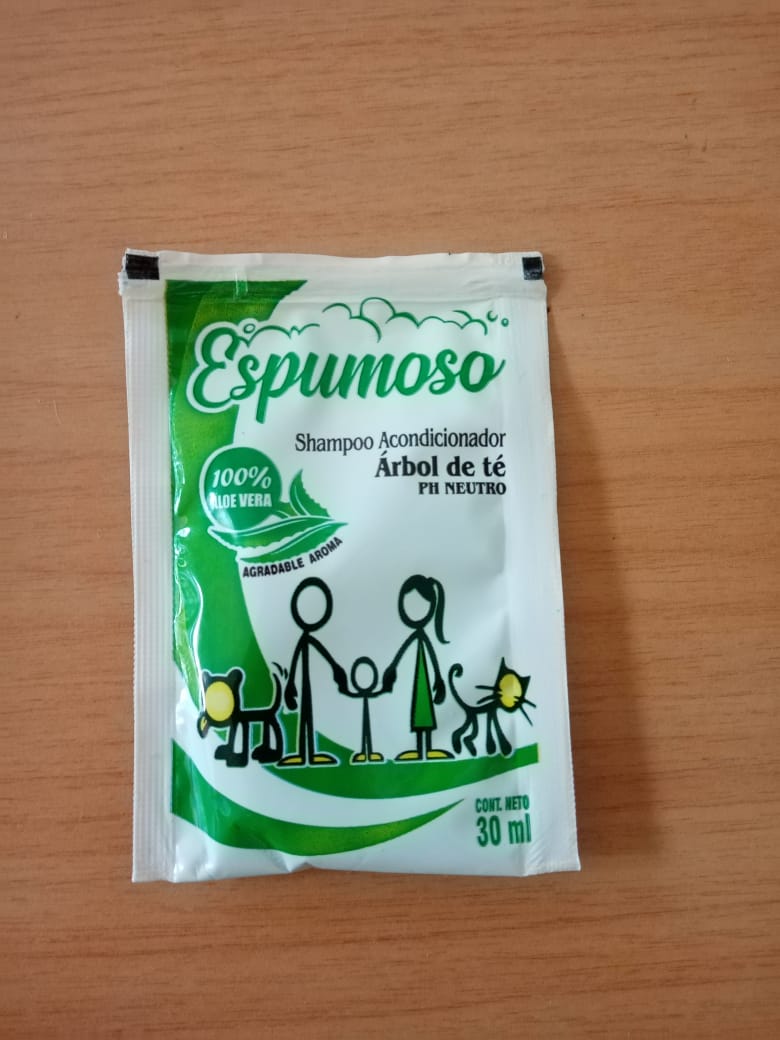 Espumoso
Shampoo Acondicionador
Árbol de té
PH NEUTRO
100%
ALOE VERA
AGRADABLE AROMA
CONT. NETO
30 ml